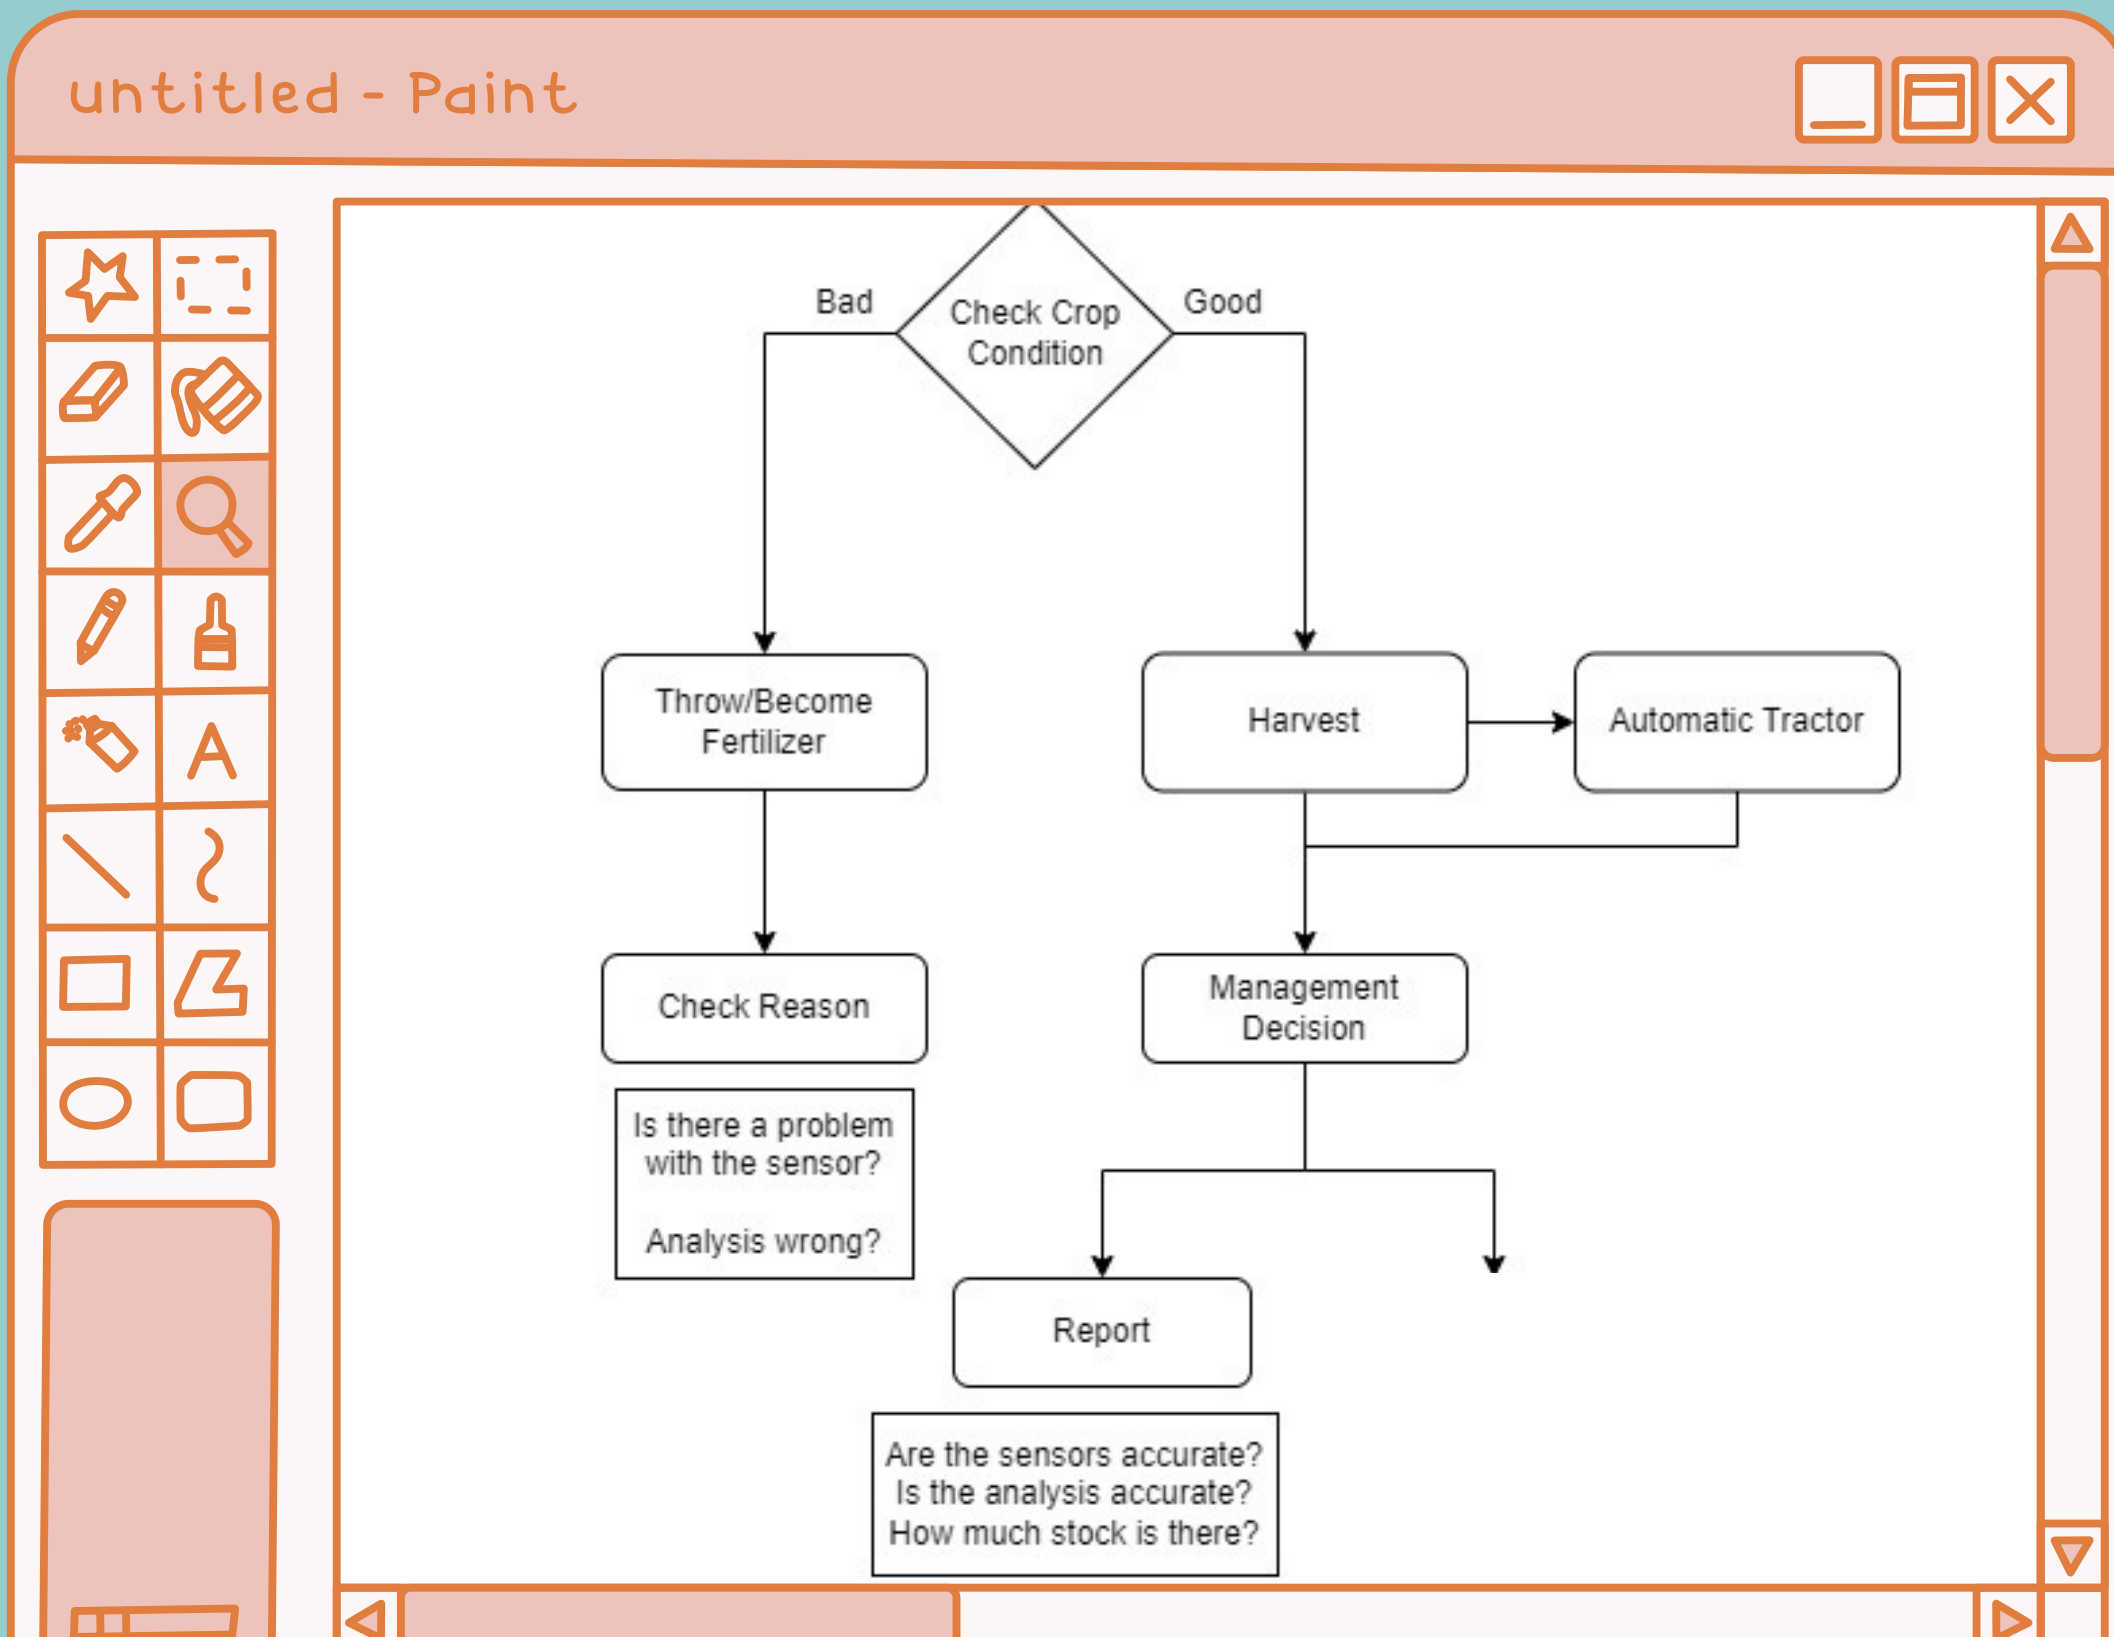 untitled - Paint
Check Crop
Condition
Bad
Good
Throw/Become
Fertilizer
Harvest
Automatic Tractor
Check Reason
Management
Decision
Is there a problem
with the sensor?
Analysis wrong?
Report
Are the sensors accurate?
Is the analysis accurate?
How much stock is there?